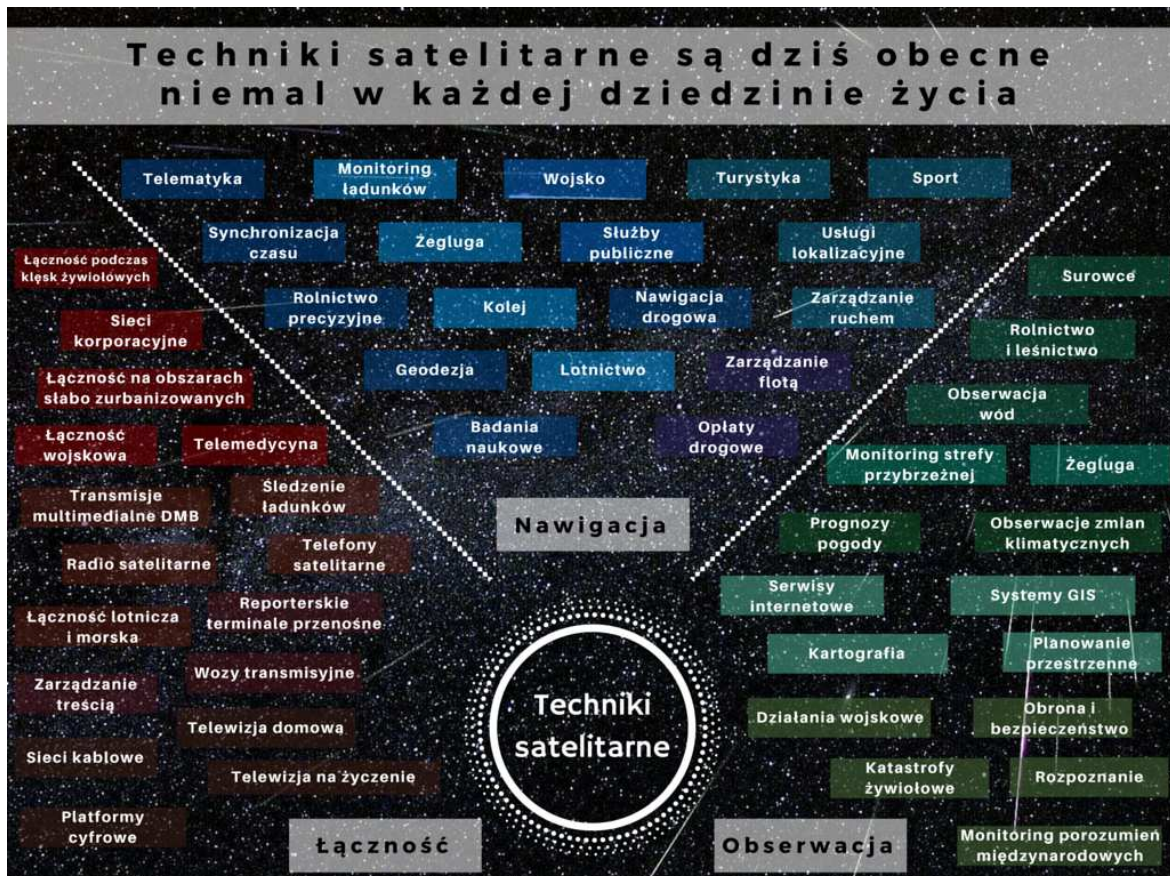 Techniki satelitarne są dziś obecne
niemal w każdej dziedzinie życia
Telematyka
Monitoring
ładunków
Wojsko
Turystyka
Sport
Synchronizacja
czasu
Żegluga
Służby
publiczne
Usługi
lokalizacyjne
Rolnictwo
precyzyjne
Kolej
Nawigacja
drogowa
Zarządzanie
ruchem
Geodezja
Lotnictwo
Zarządzanie
flotą
Badania
naukowe
Opłaty
drogowe
Nawigacja
Łączność podczas
klęsk żywiołowych
Sieci
korporacyjne
Łączność na obszarach
słabo zurbanizowanych
Łączność
wojskowa
Telemedycyna
Transmisje
multimedialne DMB
Śledzenie
ładunków
Radio satelitarne
Telefony
satelitarne
Łączność lotnicza
i morska
Reporterskie
terminale przenośne
Wozy transmisyjne
Zarządzanie
treścią
Telewizja domowa
Sieci kablowe
Telewizja na życzenię
Platformy
cyfrowe
Łączność
Techniki
satelitarne
Surowce
Rolnictwo
i leśnictwo
Obserwacja
wód
Monitoring strefy
przybrzeżnej
Żegluga
Prognozy
pogody
Obserwacje zmian
klimatycznych
Serwisy
internetowe
Systemy GIS
Kartografia
Planowanie
przestrzenne
Działania wojskowe
Obrona i
bezpieczeństwo
Katastrofy
żywiołowe
Rozpoznanie
Monitoring porozumień
międzynarodowych
Obserwacja